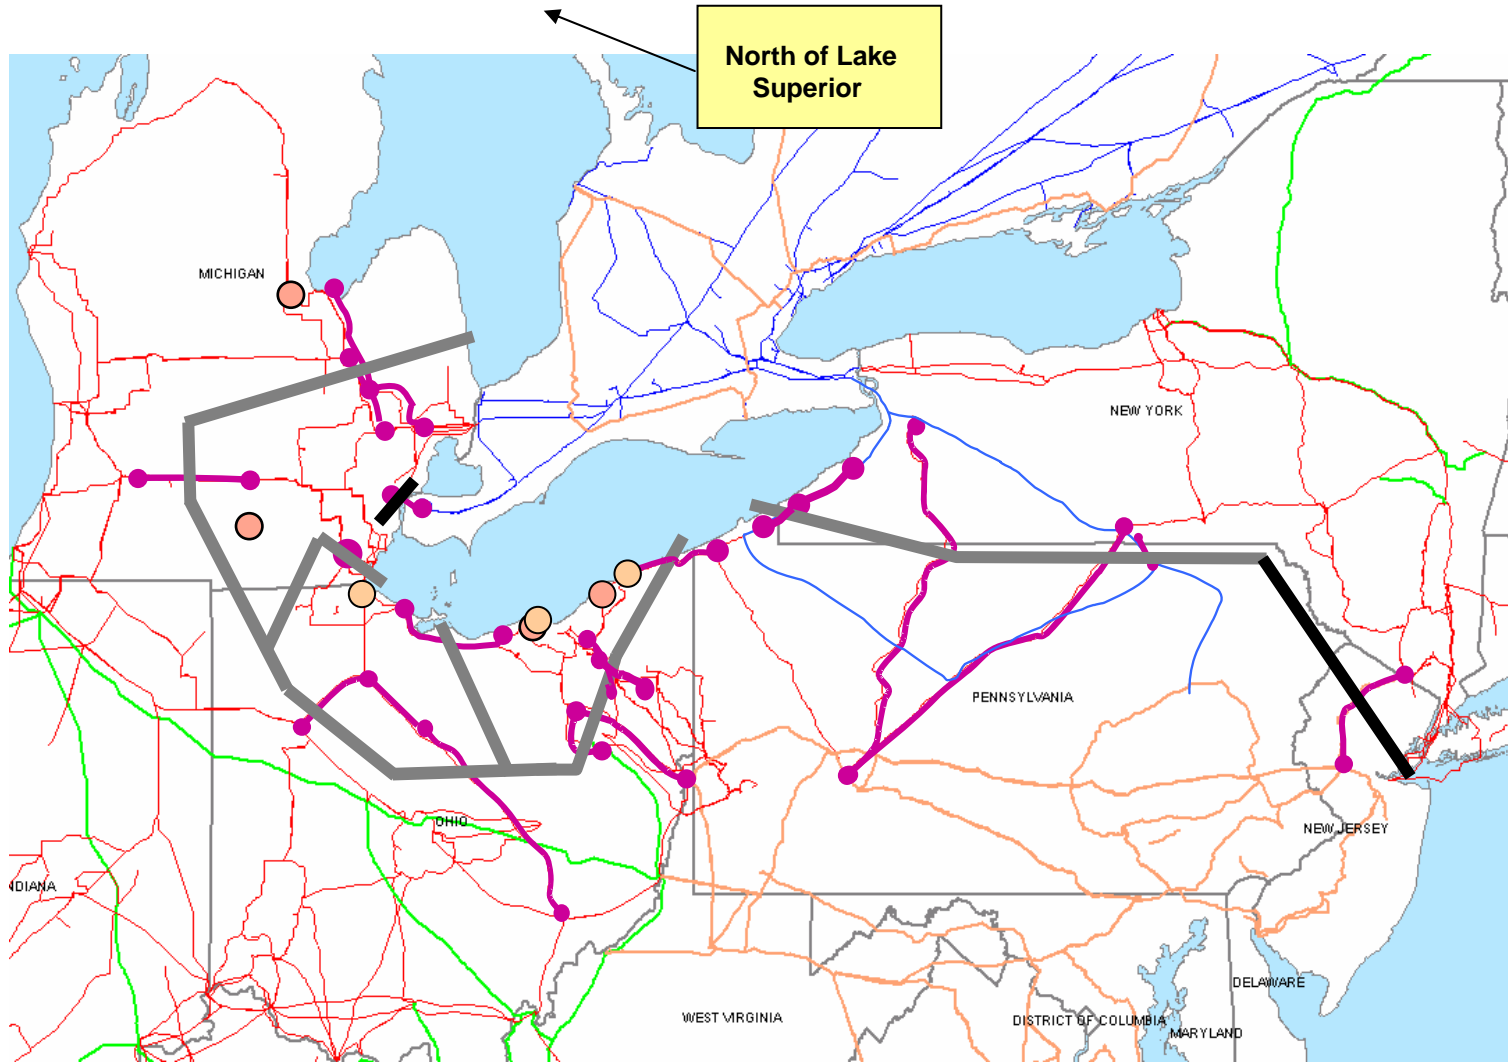 North of Lake
Superior
MICHIGAN
NEW YORK
PENNSYLVANIA
OHIO
NEW JERSEY
NDIANA
DELAWARE
WEST VIRGINIA
DISTRICT OF COLUMBIA
MARYLAND